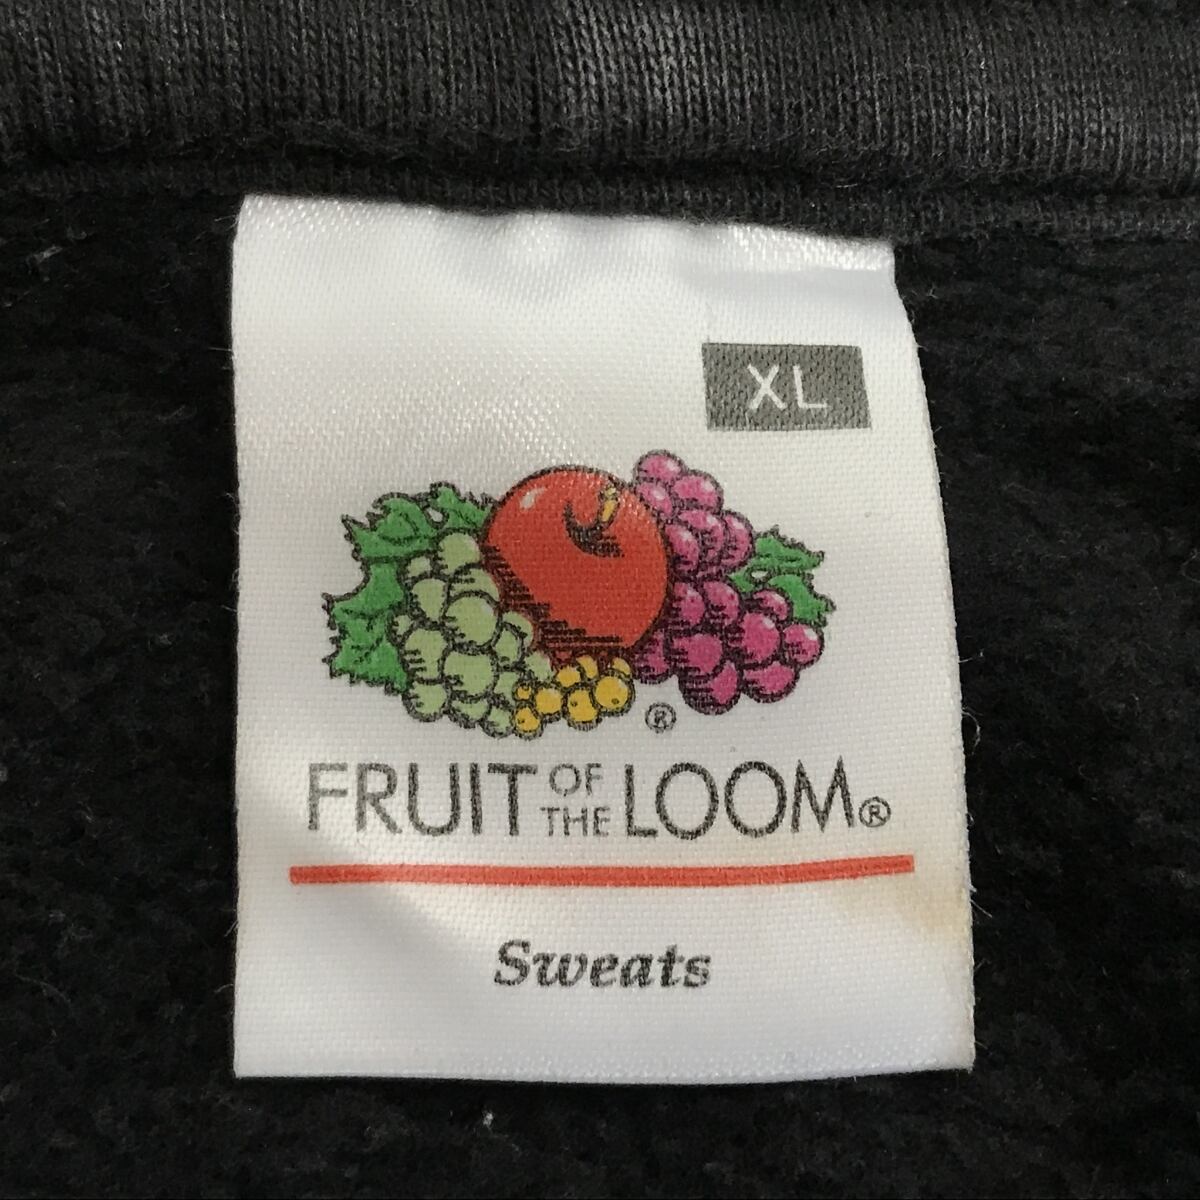 XL
®
FRUIT OF THE LOOM®
Sweats